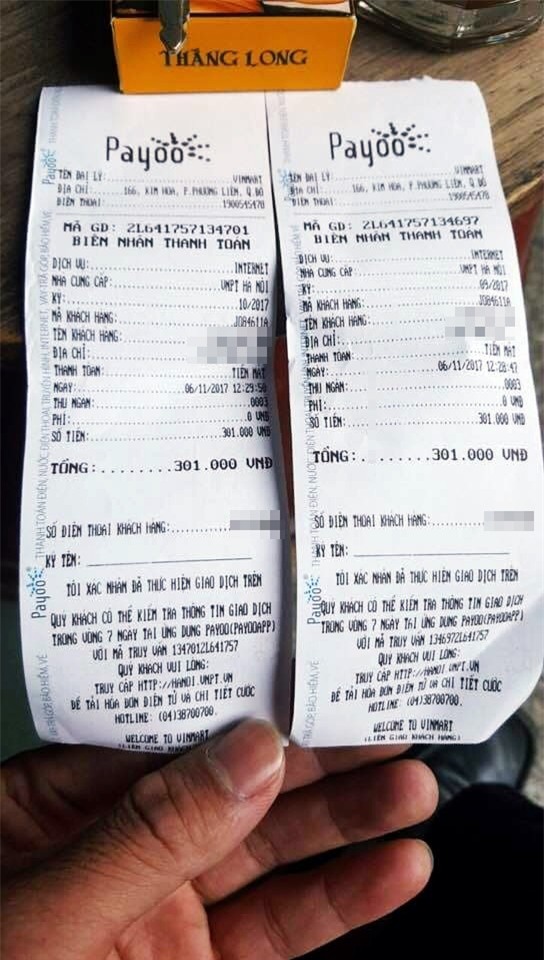 THĂNG LONG
Payoo
TÊN ĐẠI LÝ: VINMART
ĐỊA CHỈ: 166, KIM HOA, P.PHƯƠNG LIÊN, Q.ĐỐ
ĐIỆN THOẠI: 1900545478
MÃ GD: 2L641757134701
BIÊN NHẬN THANH TOÁN
DỊCH VỤ: INTERNET
NHÀ CUNG CẤP: VNPT HÀ NỘI
KỲ: 10/2017
MÃ KHÁCH HÀNG: J084611A
TÊN KHÁCH HÀNG:
ĐỊA CHỈ:
THANH TOÁN: TIỀN MẶT
NGÀY: 06/11/2017 12:29:50
THU NGÂN: 0003
PHÍ: 0 VNĐ
SỐ TIỀN: 301.000 VNĐ
TỔNG:........301.000 VNĐ
SỐ ĐIỆN THOẠI KHÁCH HÀNG:
KÝ TÊN:
TÔI XÁC NHẬN ĐÃ THỰC HIỆN GIAO DỊCH TRÊN
QUÝ KHÁCH CÓ THỂ KIỂM TRA THÔNG TIN GIAO DỊCH
TRONG VÒNG 7 NGÀY TẠI ỨNG DỤNG PAYOO(PAYOOAPP)
VỚI MÃ TRUY VẤN 1347012L641757
QUÝ KHÁCH VUI LÒNG:
TRUY CẬP HTTP://HANOI.VNPT.VN
ĐỂ TẢI HÓA ĐƠN ĐIỆN TỬ VÀ CHI TIẾT CƯỚC
HOTLINE: (04)38700700.
WELCOME TO VINMART
(LIÊN GIAO KHÁCH HÀNG)
Payoo
TÊN ĐẠI LÝ: VINMART
ĐỊA CHỈ: 166, KIM HOA, P.PHƯƠNG LIÊN, Q.ĐỐ
ĐIỆN THOẠI: 1900545478
MÃ GD: 2L641757134697
BIÊN NHẬN THANH TOÁN
DỊCH VỤ: INTERNET
NHÀ CUNG CẤP: VNPT HÀ NỘI
KỲ: 09/2017
MÃ KHÁCH HÀNG: J084611A
TÊN KHÁCH HÀNG:
ĐỊA CHỈ:
THANH TOÁN: TIỀN MẶT
NGÀY: 06/11/2017 12:28:47
THU NGÂN: 0003
PHÍ: 0 VNĐ
SỐ TIỀN: 301.000 VNĐ
TỔNG:........301.000 VNĐ
SỐ ĐIỆN THOẠI KHÁCH HÀNG:
KÝ TÊN:
TÔI XÁC NHẬN ĐÃ THỰC HIỆN GIAO DỊCH TRÊN
QUÝ KHÁCH CÓ THỂ KIỂM TRA THÔNG TIN GIAO DỊCH
TRONG VÒNG 7 NGÀY TẠI ỨNG DỤNG PAYOO(PAYOOAPP)
VỚI MÃ TRUY VẤN 1346972L641757
QUÝ KHÁCH VUI LÒNG:
TRUY CẬP HTTP://HANOI.VNPT.VN
ĐỂ TẢI HÓA ĐƠN ĐIỆN TỬ VÀ CHI TIẾT CƯỚC
HOTLINE: (04)38700700.
WELCOME TO VINMART
(LIÊN GIAO KHÁCH HÀNG)